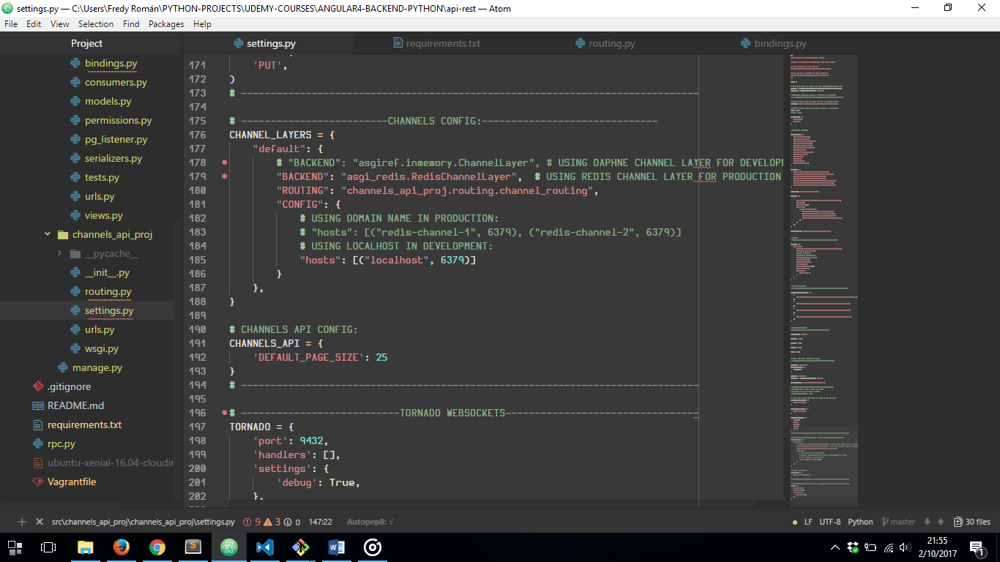 settings.py — C:\Users\Fredy Román\PYTHON-PROJECTS\UDEMY-COURSES\ANGULAR4-BACKEND-PYTHON\api-rest — Atom
File Edit View Selection Find Packages Help
Project
bindings.py
consumers.py
models.py
permissions.py
pg_listener.py
serializers.py
tests.py
urls.py
views.py
channels_api_proj
__pycache__
__init__.py
routing.py
settings.py
urls.py
wsgi.py
manage.py
.gitignore
README.md
requirements.txt
rpc.py
ubuntu-xenial-16.04-cloudin
Vagrantfile
settings.py requirements.txt routing.py bindings.py
171 'PUT',
172 )
173 # ------------------------------------------------------------------------------
174
175 # -------------------------CHANNELS CONFIG:------------------------------
176 CHANNEL_LAYERS = {
177 "default": {
178 # "BACKEND": "asgiref.inmemory.ChannelLayer", # USING DAPHNE CHANNEL LAYER FOR DEVELOPM
179 "BACKEND": "asgi_redis.RedisChannelLayer", # USING REDIS CHANNEL LAYER FOR PRODUCTION
180 "ROUTING": "channels_api_proj.routing.channel_routing",
181 "CONFIG": {
182 # USING DOMAIN NAME IN PRODUCTION:
183 # "hosts": [("redis-channel-1", 6379), ("redis-channel-2", 6379)]
184 # USING LOCALHOST IN DEVELOPMENT:
185 "hosts": [("localhost", 6379)]
186 }
187 },
188 }
189
190 # CHANNELS API CONFIG:
191 CHANNELS_API = {
192 'DEFAULT_PAGE_SIZE': 25
193 }
194 # ------------------------------------------------------------------------------
195
196 # ---------------------------TORNADO WEBSOCKETS---------------------------------
197 TORNADO = {
198 'port': 9432,
199 'handlers': [],
200 'settings': {
201 'debug': True,
202 },
+ × src\channels_api_proj\channels_api_proj\settings.py 9 3 0 147:22 Autopep8: √ LF UTF-8 Python master 30 files
21:55
2/10/2017
1